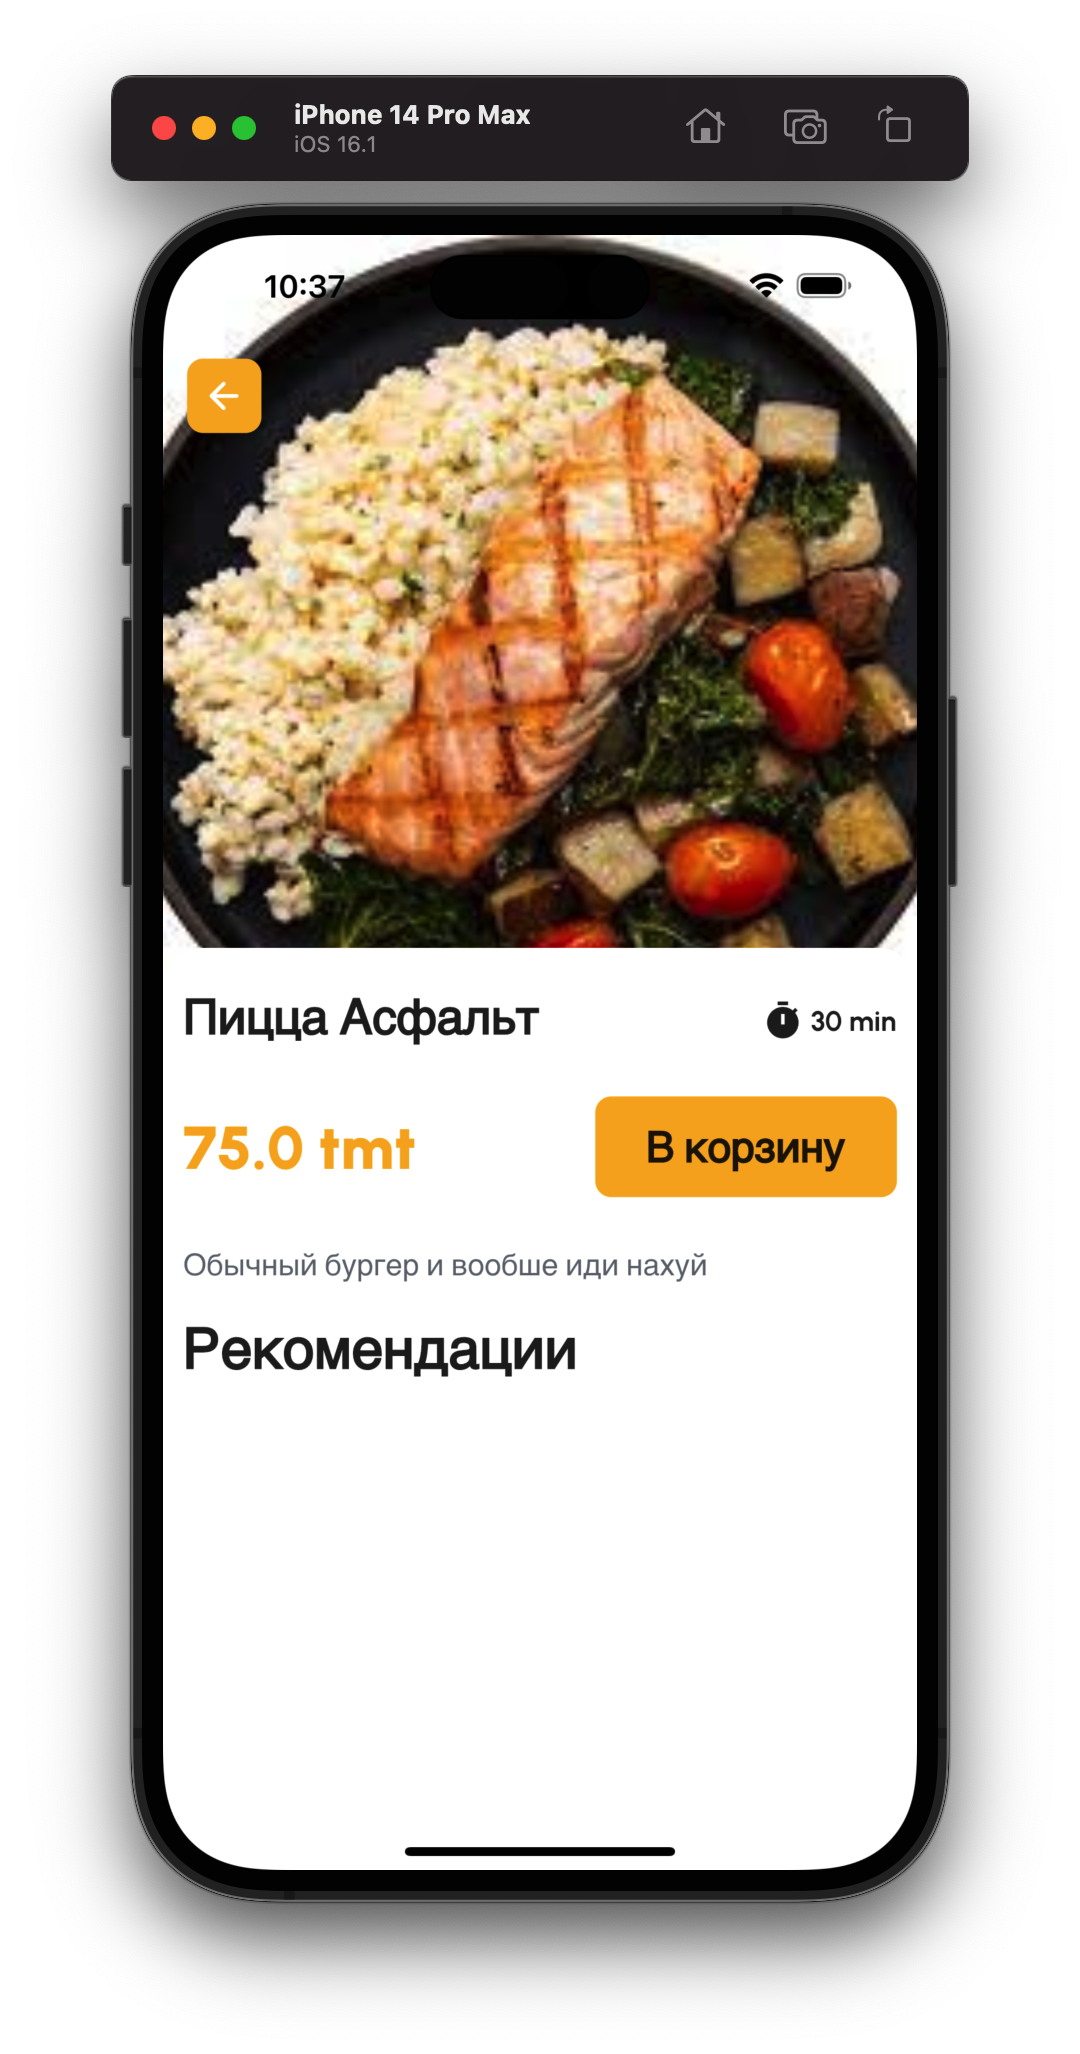 iPhone 14 Pro Max
iOS 16.1
10:37
Пицца Асфальт
30 min
75.0 tmt
В корзину
Обычный бургер и вообше иди нахуй
Рекомендации